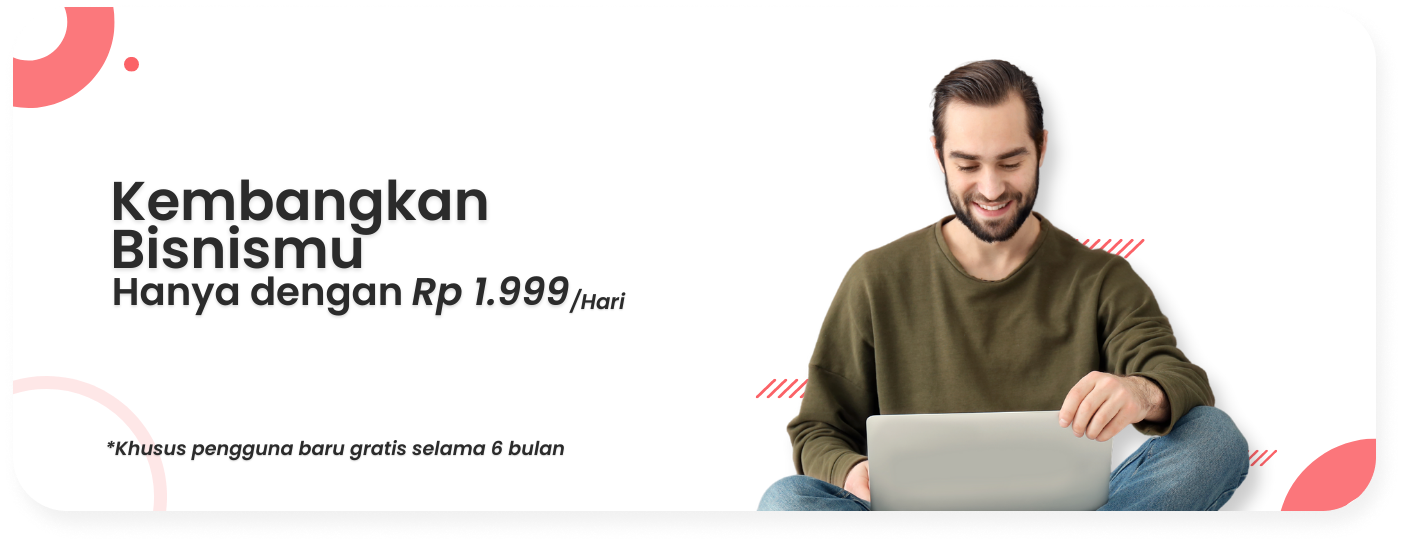 Kembangkan
Bisnismu
Hanya dengan Rp 1.999/Hari
*Khusus pengguna baru gratis selama 6 bulan